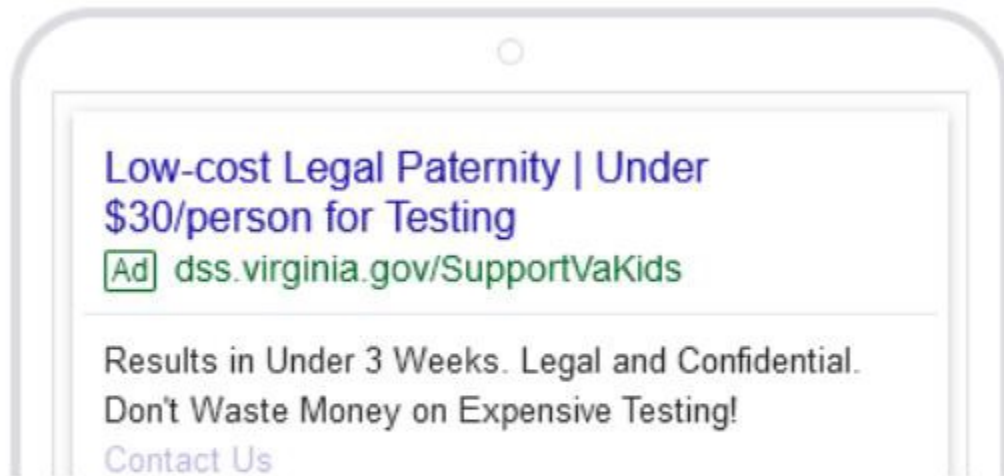 Low-cost Legal Paternity | Under
$30/person for Testing
Ad dss.virginia.gov/SupportVaKids
Results in Under 3 Weeks. Legal and Confidential.
Don't Waste Money on Expensive Testing!
Contact Us